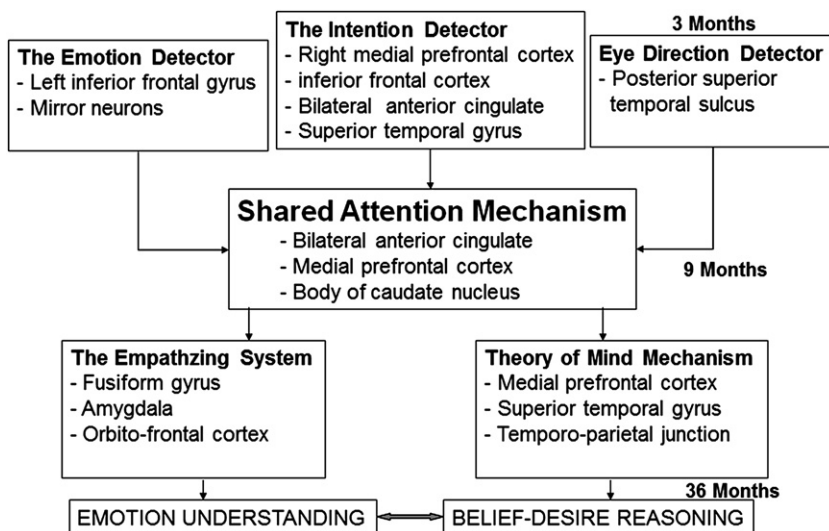 The Emotion Detector
- Left inferior frontal gyrus
- Mirror neurons
The Intention Detector
- Right medial prefrontal cortex
- inferior frontal cortex
- Bilateral anterior cingulate
- Superior temporal gyrus
3 Months
Eye Direction Detector
- Posterior superior
temporal sulcus
Shared Attention Mechanism
- Bilateral anterior cingulate
- Medial prefrontal cortex
- Body of caudate nucleus
9 Months
The Empathzing System
- Fusiform gyrus
- Amygdala
- Orbito-frontal cortex
Theory of Mind Mechanism
- Medial prefrontal cortex
- Superior temporal gyrus
- Temporo-parietal junction
36 Months
EMOTION UNDERSTANDING
BELIEF-DESIRE REASONING